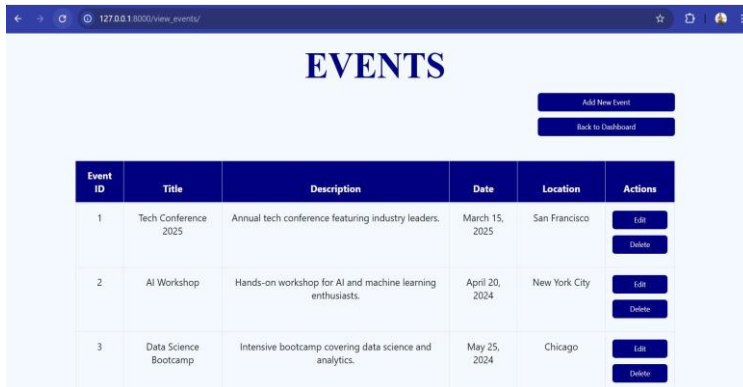 127.0.0.1:8000/view_events/
EVENTS
Add New Event
Back to Dashboard
Event ID Title Description Date Location Actions
1 Tech Conference 2025 Annual tech conference featuring industry leaders. March 15, 2025 San Francisco Edit
Delete
2 AI Workshop Hands-on workshop for AI and machine learning enthusiasts. April 20, 2024 New York City Edit
Delete
3 Data Science Bootcamp Intensive bootcamp covering data science and analytics. May 25, 2024 Chicago Edit
Delete